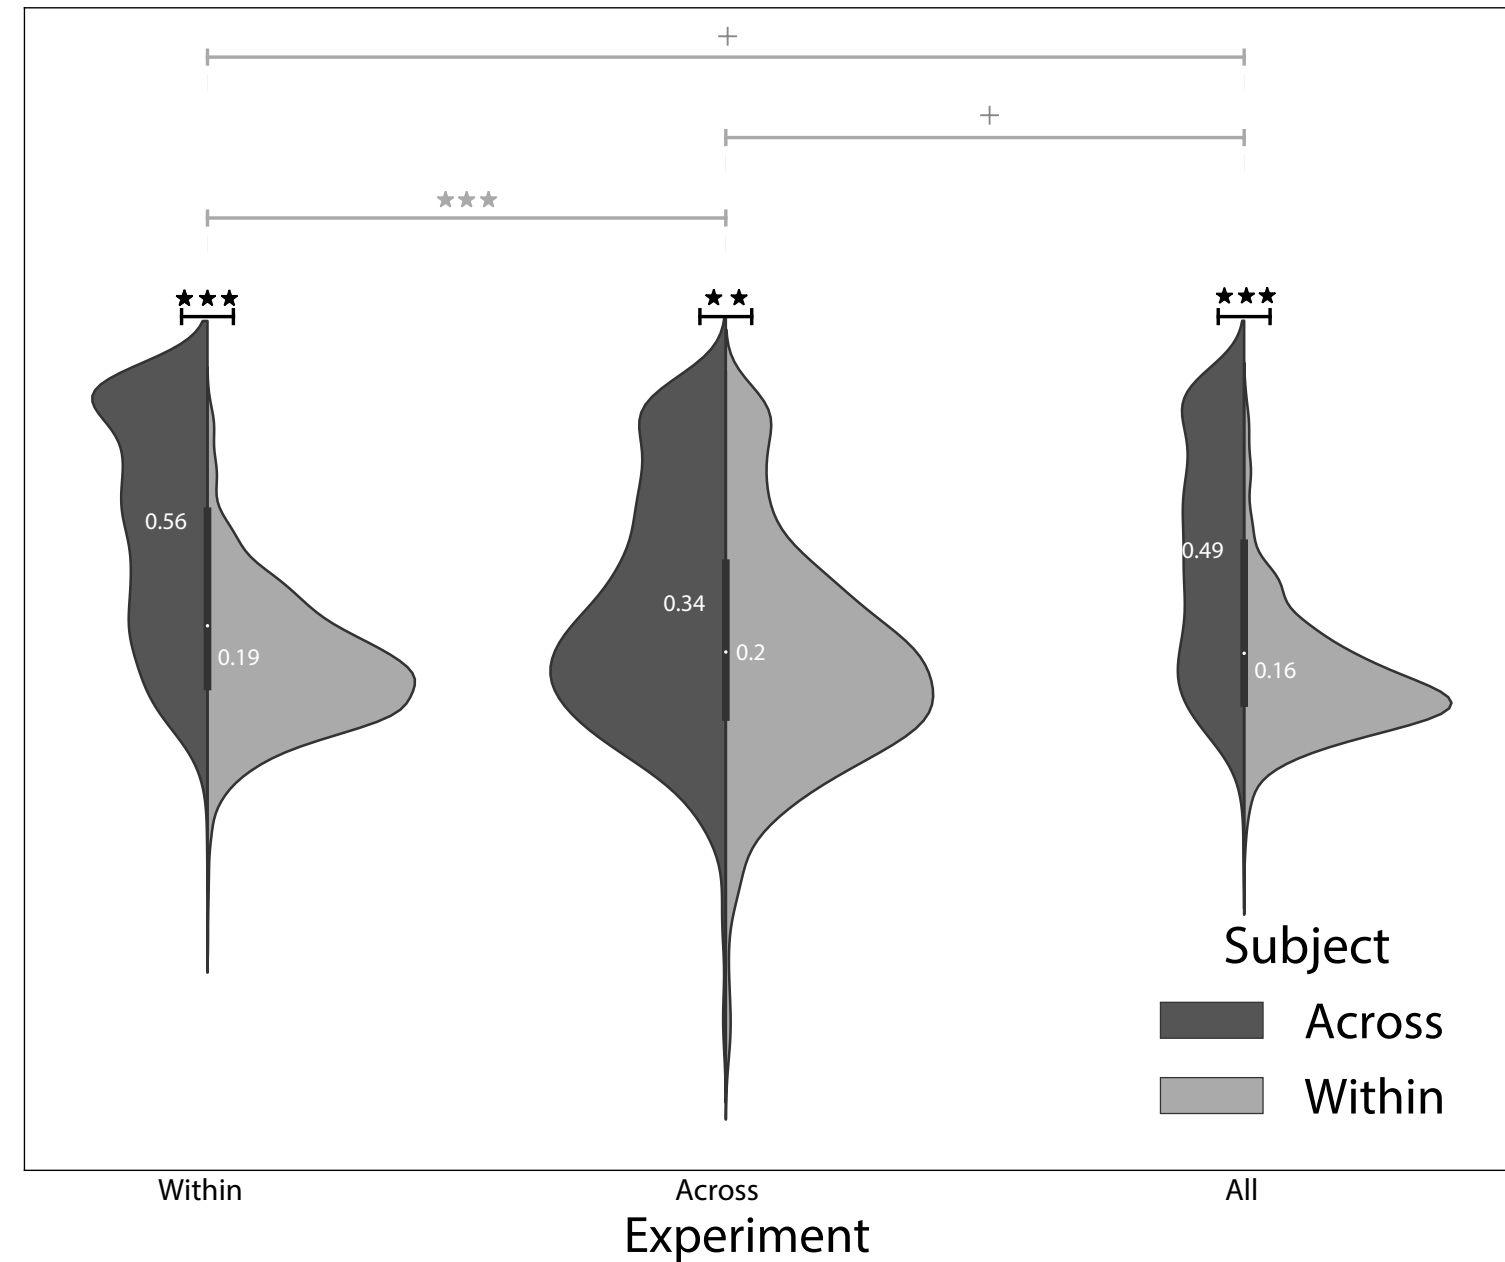 +
+
★★★
★★★
★★
★★★
0.56
0.19
0.34
0.2
0.49
0.16
Subject
Across
Within
Within
Across
All
Experiment